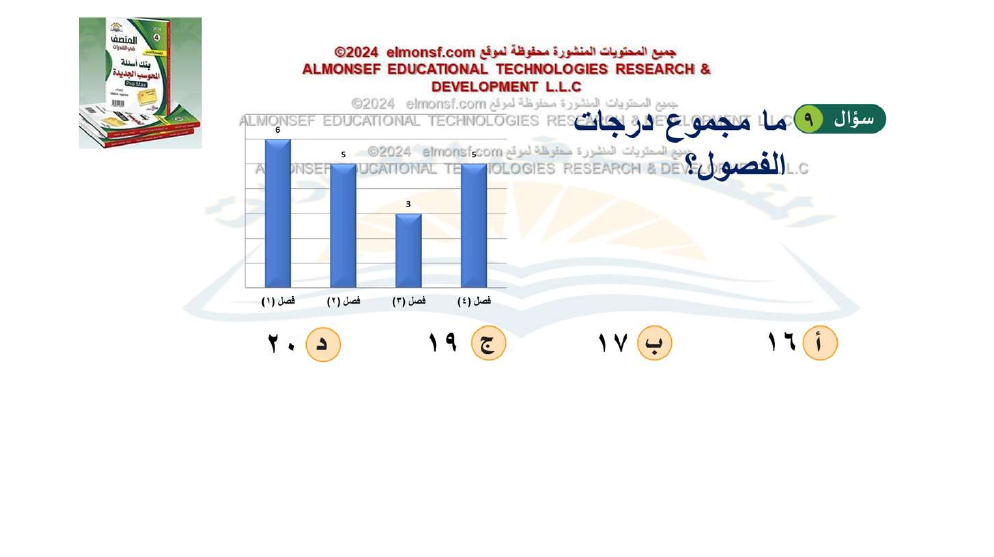 المنصف
في القدرات
بنك أسئلة
المحوسب الجديدة
4
جميع المحتويات المنشورة محفوظة لموقع elmonsf.com ©2024
ALMONSEF EDUCATIONAL TECHNOLOGIES RESEARCH &
DEVELOPMENT L.L.C
جميع المحتويات المنشورة محفوظة لموقع elmonsf.com ©2024
ALMONSEF EDUCATIONAL TECHNOLOGIES RESEARCH & DEVELOPMENT L.L.C
جميع المحتويات المنشورة محفوظة لموقع elmonsf.com ©2024
ALMONSEF EDUCATIONAL TECHNOLOGIES RESEARCH & DEVELOPMENT L.L.C
سؤال ٩
ما مجموع درجات
الفصول؟
6
5
3
5
فصل (١) فصل (٢) فصل (٣) فصل (٤)
أ ١٦ ب ١٧ ج ١٩ د ٢٠